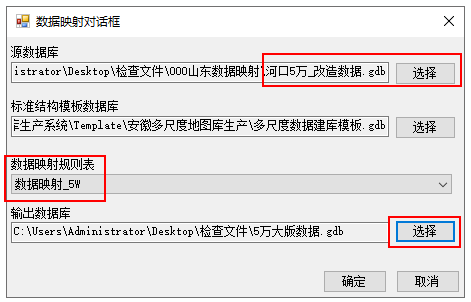 数据映射对话框
源数据库
istrator\Desktop\检查文件\000山东数据映射\河口5万_改造数据.gdb 选择
标准结构模板数据库
生产系统\Template\安徽多尺度地图库生产\多尺度数据建库模板.gdb 选择
数据映射规则表
数据映射_5W
输出数据库
C:\Users\Administrator\Desktop\检查文件\5万大版数据.gdb 选择
确定 取消